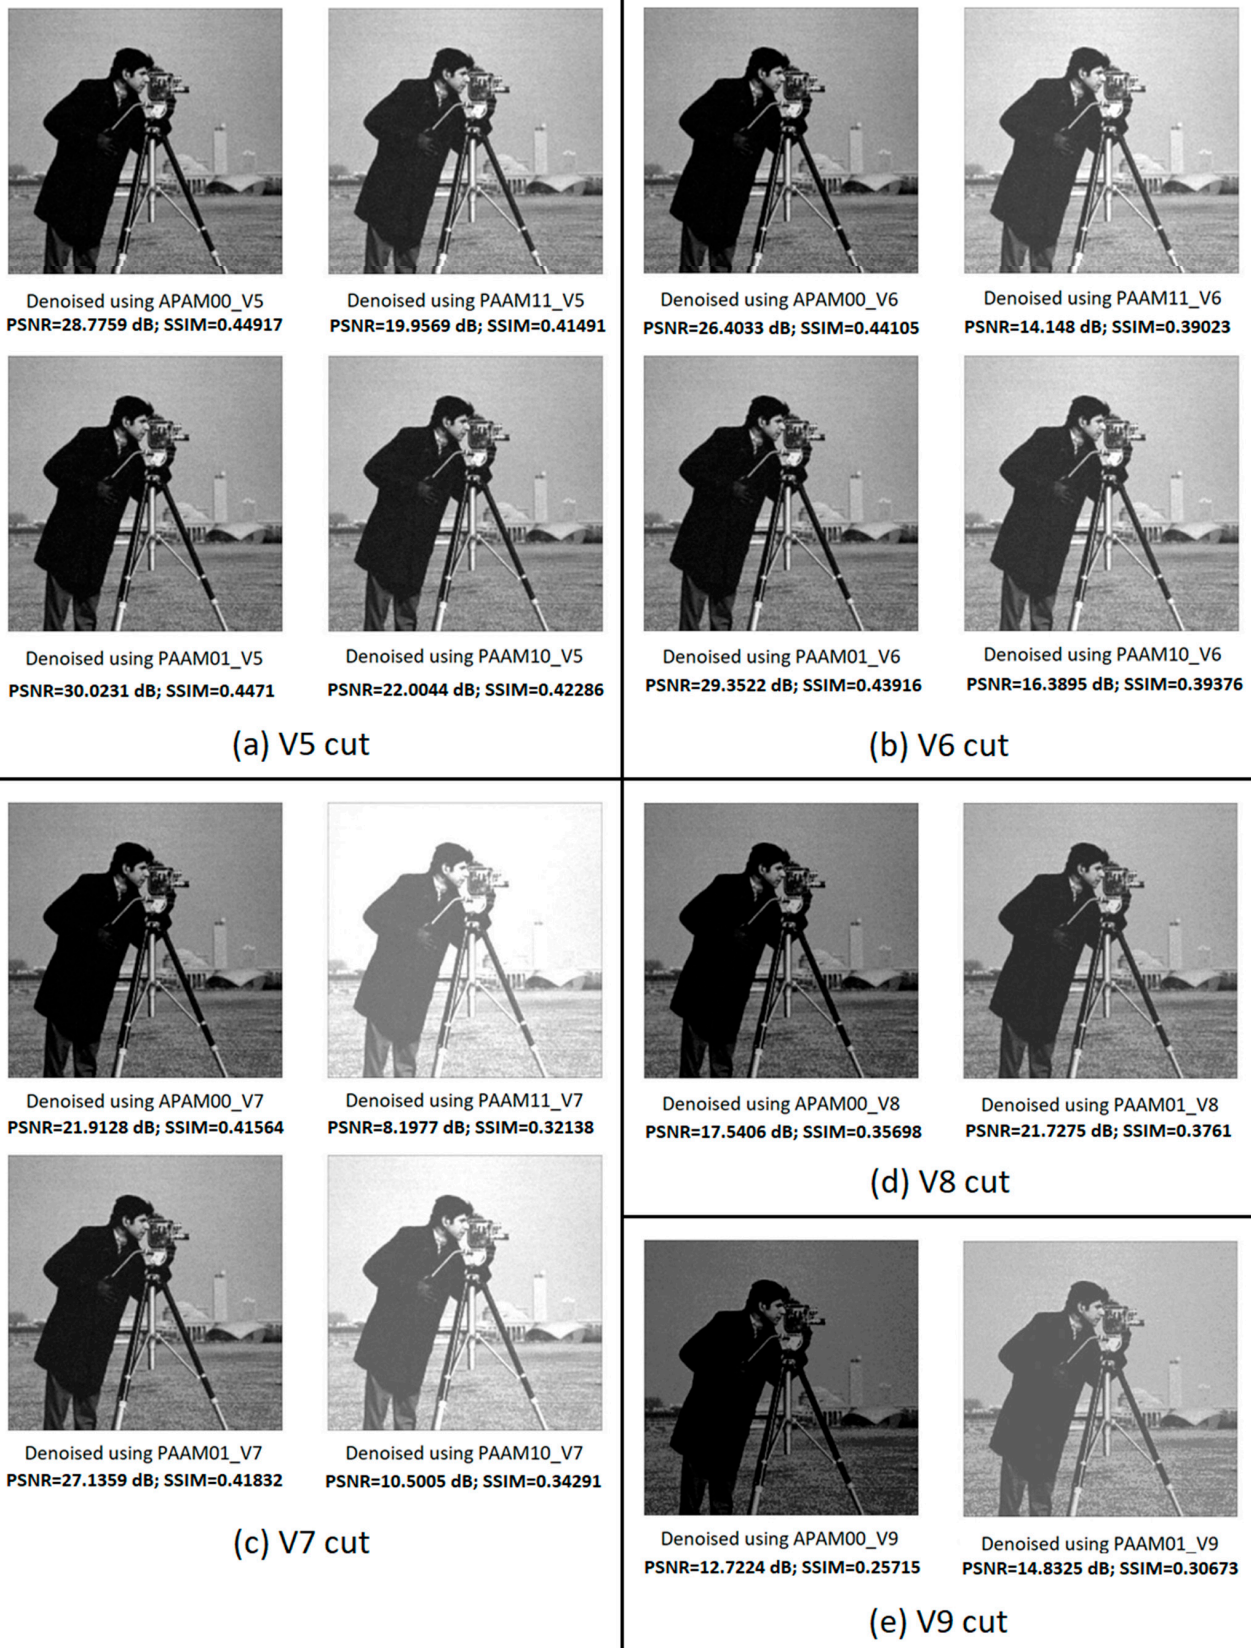 Denoised using APAM00_V5
PSNR=28.7759 dB; SSIM=0.44917
Denoised using PAAM11_V5
PSNR=19.9569 dB; SSIM=0.41491
Denoised using PAAM01_V5
PSNR=30.0231 dB; SSIM=0.4471
Denoised using PAAM10_V5
PSNR=22.0044 dB; SSIM=0.42286
(a) V5 cut
Denoised using APAM00_V6
PSNR=26.4033 dB; SSIM=0.44105
Denoised using PAAM11_V6
PSNR=14.148 dB; SSIM=0.39023
Denoised using PAAM01_V6
PSNR=29.3522 dB; SSIM=0.43916
Denoised using PAAM10_V6
PSNR=16.3895 dB; SSIM=0.39376
(b) V6 cut
Denoised using APAM00_V7
PSNR=21.9128 dB; SSIM=0.41564
Denoised using PAAM11_V7
PSNR=8.1977 dB; SSIM=0.32138
Denoised using PAAM01_V7
PSNR=27.1359 dB; SSIM=0.41832
Denoised using PAAM10_V7
PSNR=10.5005 dB; SSIM=0.34291
(c) V7 cut
Denoised using APAM00_V8
PSNR=17.5406 dB; SSIM=0.35698
Denoised using PAAM01_V8
PSNR=21.7275 dB; SSIM=0.3761
(d) V8 cut
Denoised using APAM00_V9
PSNR=12.7224 dB; SSIM=0.25715
Denoised using PAAM01_V9
PSNR=14.8325 dB; SSIM=0.30673
(e) V9 cut